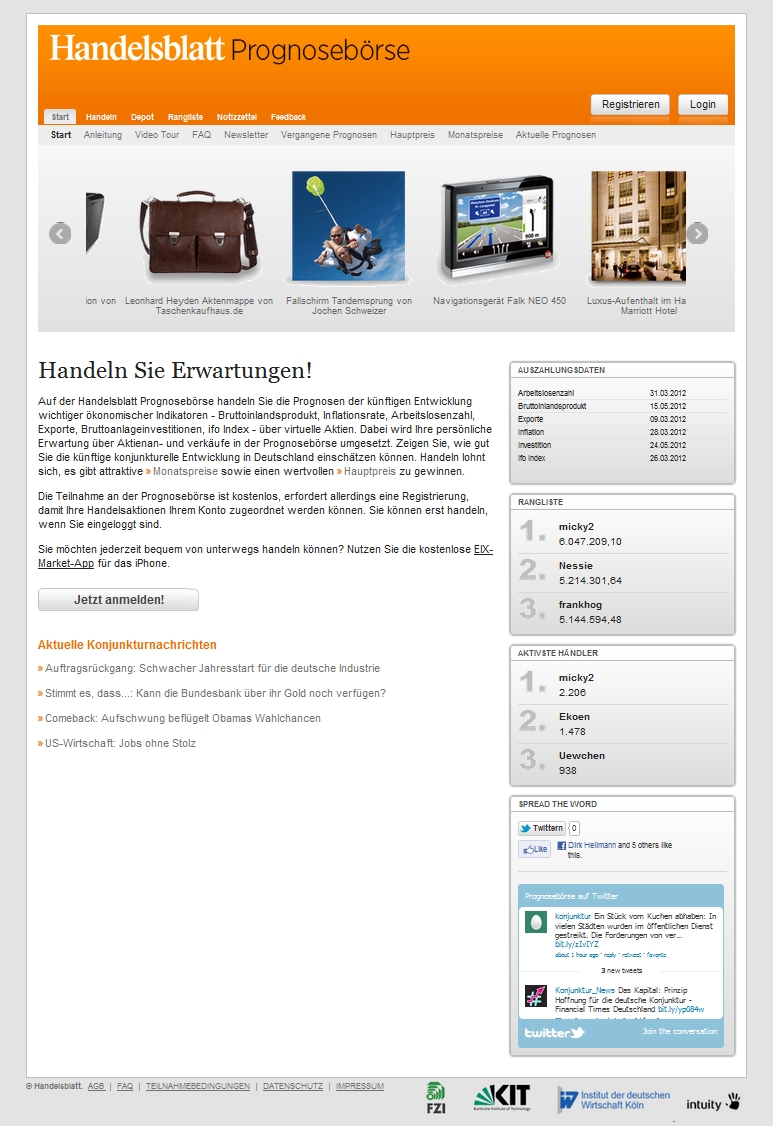 Handelsblatt Prognosebörse
Registrieren Login
Start Handeln Depot Rangliste Notizzettel Feedback
Start Anleitung Video Tour FAQ Newsletter Vergangene Prognosen Hauptpreis Monatspreise Aktuelle Prognosen
ion von
Leonhard Heyden Aktenmappe von
Taschenkaufhaus.de
Fallschirm Tandemsprung von
Jochen Schweizer
Navigationsgerät Falk NEO 450
Luxus-Aufenthalt im Ha
Marriott Hotel
Handeln Sie Erwartungen!
Auf der Handelsblatt Prognosebörse handeln Sie die Prognosen der künftigen Entwicklung
wichtiger ökonomischer Indikatoren - Bruttoinlandsprodukt, Inflationsrate, Arbeitslosenzahl,
Exporte, Bruttoanlageinvestitionen, ifo Index - über virtuelle Aktien. Dabei wird Ihre persönliche
Erwartung über Aktienan- und verkäufe in der Prognosebörse umgesetzt. Zeigen Sie, wie gut
Sie die künftige konjunkturelle Entwicklung in Deutschland einschätzen können. Handeln lohnt
sich, es gibt attraktive » Monatspreise sowie einen wertvollen » Hauptpreis zu gewinnen.
Die Teilnahme an der Prognosebörse ist kostenlos, erfordert allerdings eine Registrierung,
damit Ihre Handelsaktionen Ihrem Konto zugeordnet werden können. Sie können erst handeln,
wenn Sie eingeloggt sind.
Sie möchten jederzeit bequem von unterwegs handeln können? Nutzen Sie die kostenlose EIX-
Market-App für das iPhone.
Jetzt anmelden!
Aktuelle Konjunkturnachrichten
» Auftragsrückgang: Schwacher Jahresstart für die deutsche Industrie
» Stimmt es, dass...: Kann die Bundesbank über ihr Gold noch verfügen?
» Comeback: Aufschwung beflügelt Obamas Wahlchancen
» US-Wirtschaft: Jobs ohne Stolz
AUSZAHLUNGSDATEN
Arbeitslosenzahl 31.03.2012
Bruttoinlandsprodukt 15.05.2012
Exporte 09.03.2012
Inflation 28.03.2012
Investition 24.05.2012
ifo Index 26.03.2012
RANGLISTE
1. micky2
6.047.209,10
2. Nessie
5.214.301,64
3. frankhog
5.144.594,48
AKTIVSTE HÄNDLER
1. micky2
2.206
2. Ekoen
1.478
3. Uewchen
938
SPREAD THE WORD
Twittern 0
Like Dirk Heilmann and 5 others like
this.
Prognosebörse auf Twitter
konjunktur Ein Stück vom Kuchen abhaben: In
vielen Städten wurden im öffentlichen Dienst
gestreikt. Die Forderungen von ver...
bit.ly/zIvIYZ
about 1 hour ago · reply · retweet · favorite
3 new tweets
Konjunktur_News Das Kapital: Prinzip
Hoffnung für die deutsche Konjunktur -
Financial Times Deutschland bit.ly/yp084w
twitter Join the conversation
© Handelsblatt. AGB | FAQ | TEILNAHMEBEDINGUNGEN | DATENSCHUTZ | IMPRESSUM
FZI
KIT
Karlsruhe Institute of Technology
Institut der deutschen
Wirtschaft Köln
intuity